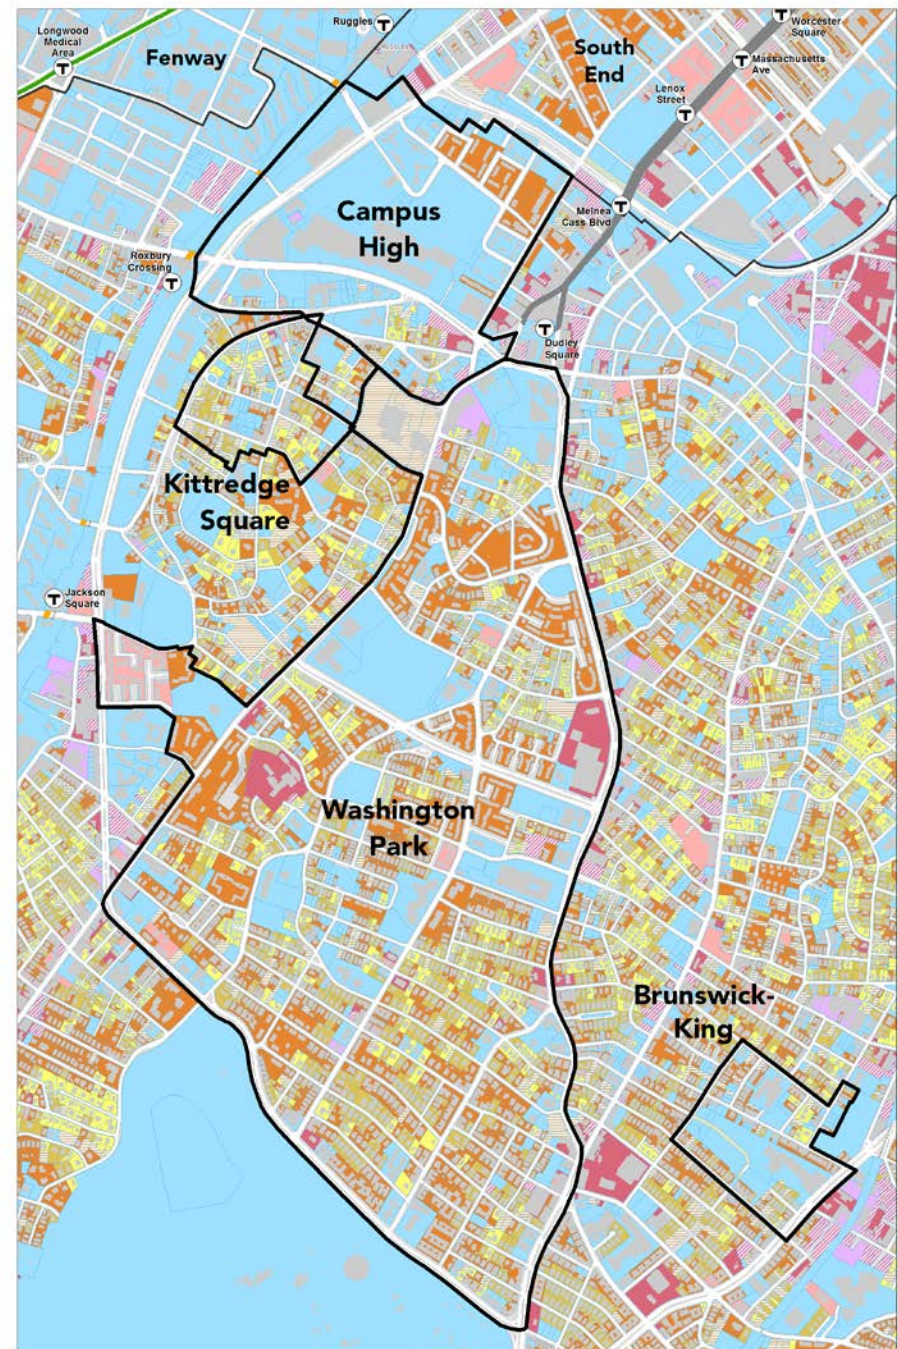 Ruggles
T
Worcester
Square
T
Longwood
Medical
Area
T
Fenway
South
End
Massachusetts
Ave
T
Lenox
Street
T
Campus
High
Melnea
Cass Blvd
T
Roxbury
Crossing
T
T
Dudley
Square
Kittredge
Square
Jackson
Square
T
Washington
Park
Brunswick-
King